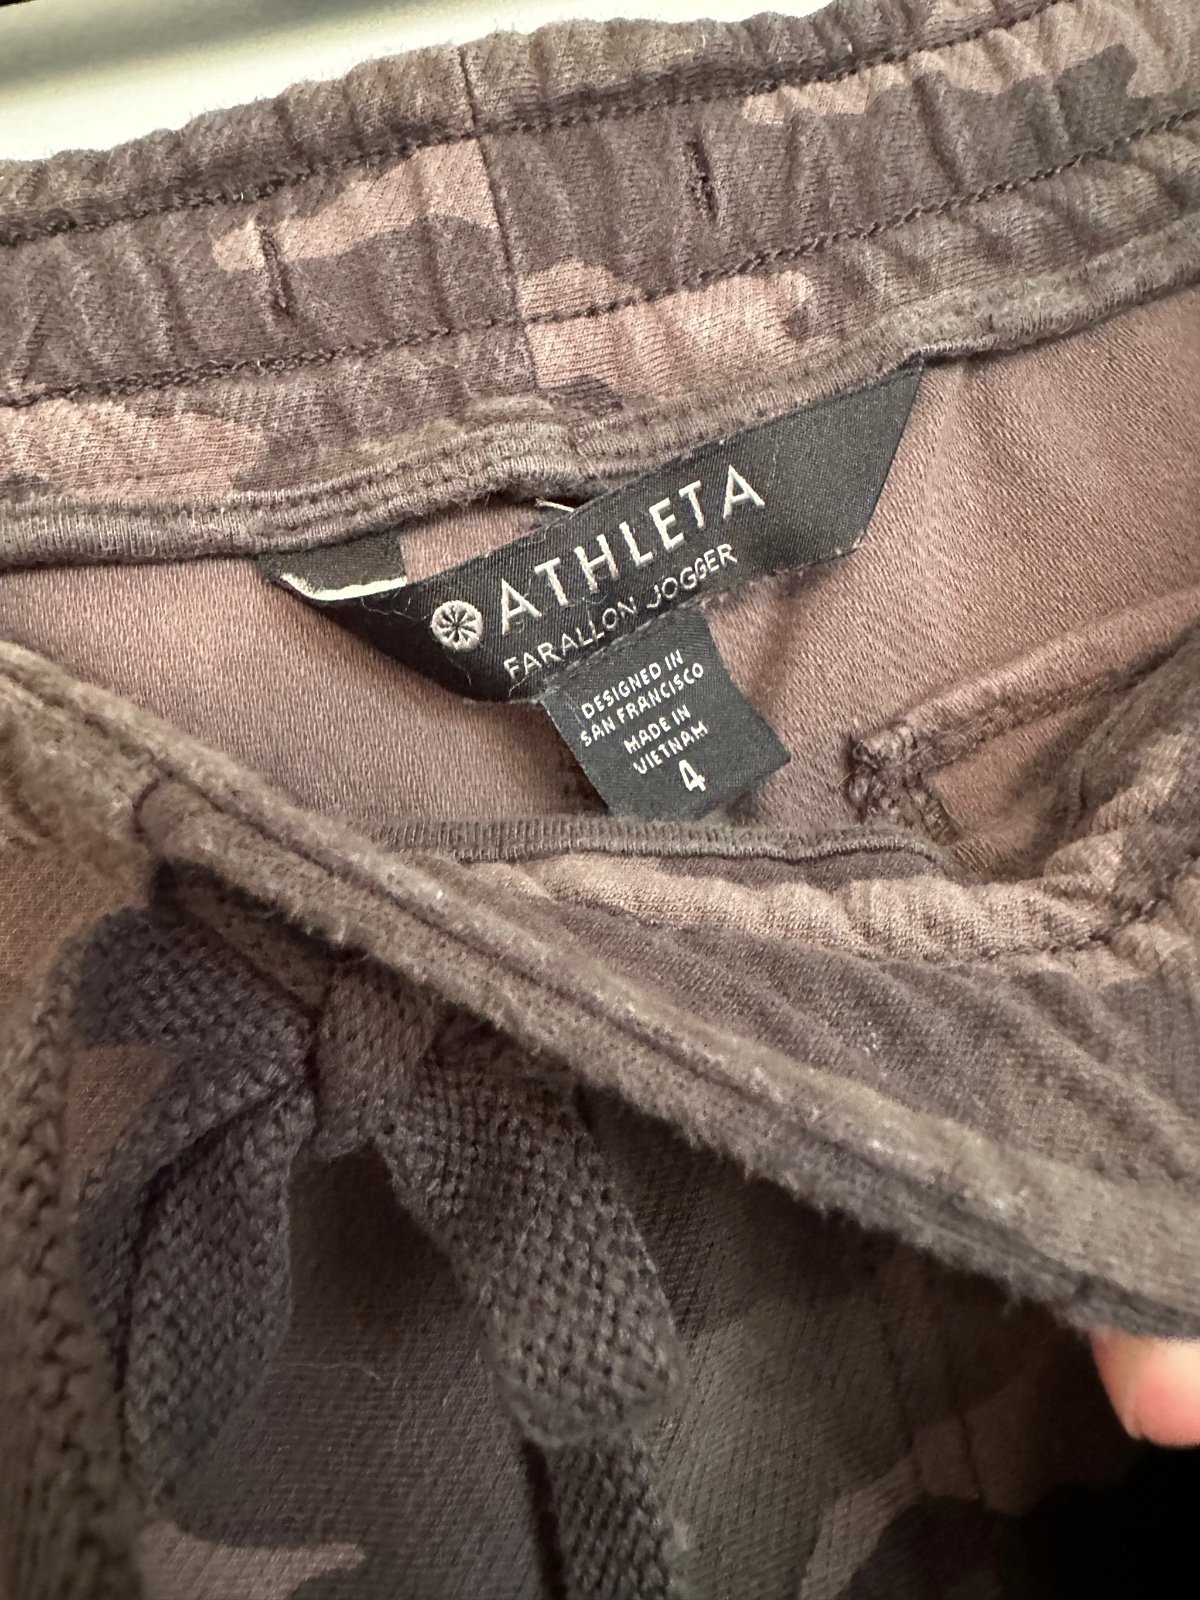 ATHLETA
FARALLON JOGGER
DESIGNED IN
SAN FRANCISCO
MADE IN
VIETNAM
4